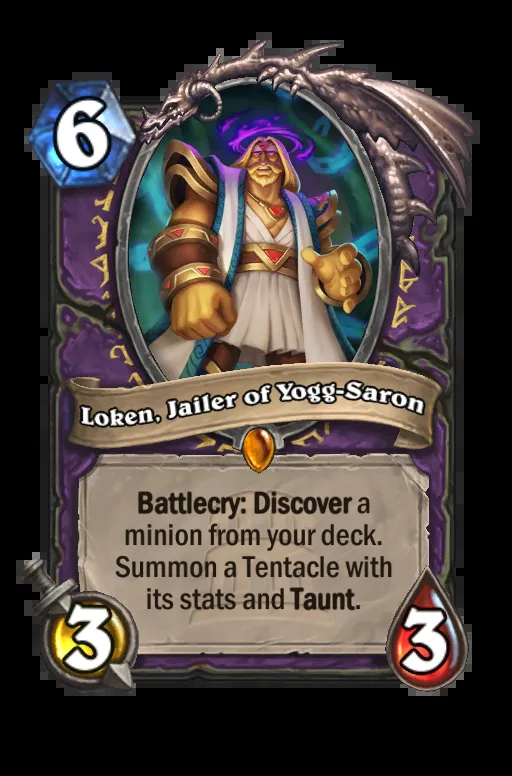 6
Loken, Jailer of Yogg-Saron
Battlecry: Discover a
minion from your deck.
Summon a Tentacle with
its stats and Taunt.
3
3